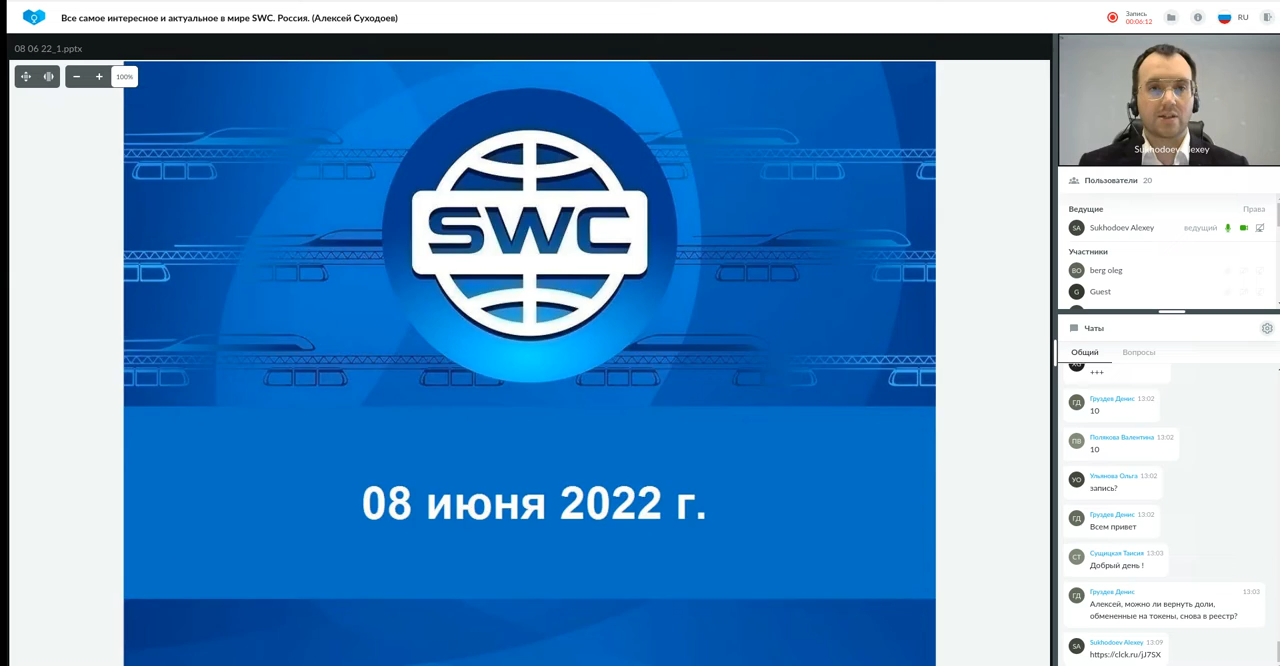 Все самое интересное и актуальное в мире SWC. Россия. (Алексей Суходоев)
Запись
00:06:12
RU
08 06 22_1.pptx
100%
SWC
08 июня 2022 г.
Sukhodoev Alexey
Пользователи 20
Ведущие Права
SA Sukhodoev Alexey ведущий
Участники
BO berg oleg
G Guest
Чаты
Общий Вопросы
+++
ГД Груздев Денис 13:02
10
ПВ Полякова Валентина 13:02
10
УО Ульянова Ольга 13:02
запись?
ГД Груздев Денис 13:02
Всем привет
СТ Сущицкая Таисия 13:03
Добрый день !
ГД Груздев Денис 13:03
Алексей, можно ли вернуть доли,
обмененные на токены, снова в реестр?
SA Sukhodoev Alexey 13:09
https://clck.ru/jJ7SX